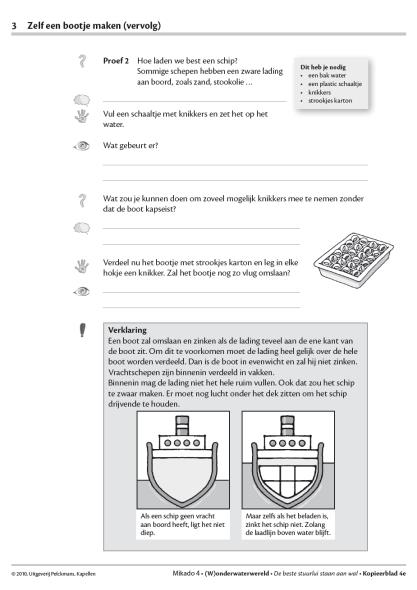 3 Zelf een bootje maken (vervolg)
Proef 2 Hoe laden we best een schip?
Sommige schepen hebben een zware lading
aan boord, zoals zand, stookolie ...
Dit heb je nodig
• een bak water
• een plastic schaaltje
• knikkers
• strookjes karton
Vul een schaaltje met knikkers en zet het op het
water.
Wat gebeurt er?
Wat zou je kunnen doen om zoveel mogelijk knikkers mee te nemen zonder
dat de boot kapseist?
Verdeel nu het bootje met strookjes karton en leg in elke
hokje een knikker. Zal het bootje nog zo vlug omslaan?
Verklaring
Een boot zal omslaan en zinken als de lading teveel aan de ene kant van
de boot zit. Om dit te voorkomen moet de lading heel gelijk over de hele
boot worden verdeeld. Dan is de boot in evenwicht en zal hij niet zinken.
Vrachtschepen zijn binnenin verdeeld in vakken.
Binnenin mag de lading niet het hele ruim vullen. Ook dat zou het schip
te zwaar maken. Er moet nog lucht onder het dek zitten om het schip
drijvende te houden.
Als een schip geen vracht
aan boord heeft, ligt het niet
diep.
Maar zelfs als het beladen is,
zinkt het schip niet. Zolang
de laadlijn boven water blijft.
© 2010, Uitgeverij Pelckmans, Kapellen
Mikado 4 • (W)onderwaterwereld • De beste stuurlui staan aan wal • Kopieerblad 4e